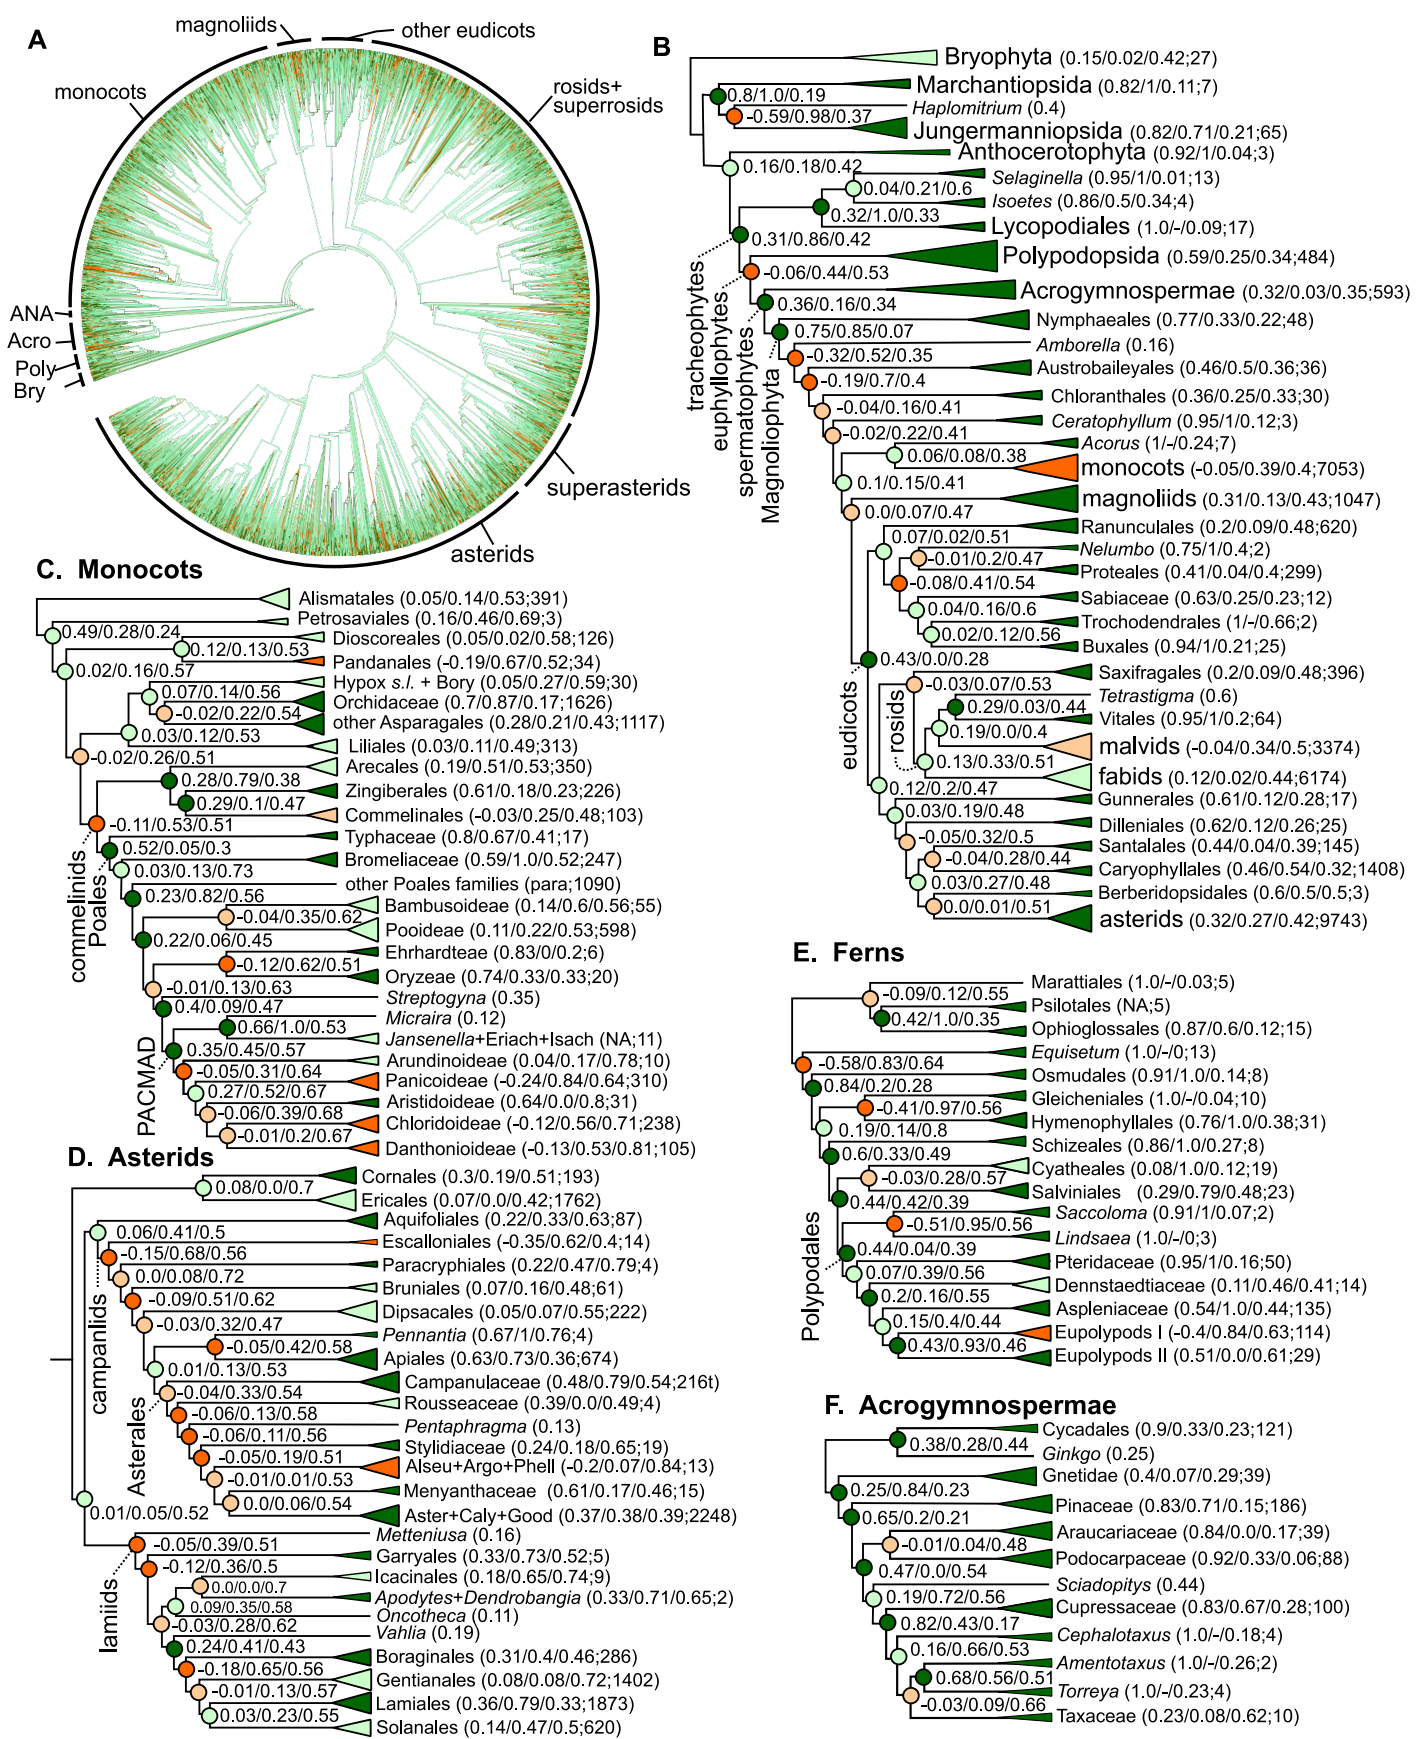 A
magnoliids
other eudicots
monocots
rosids+
superrosids
ANA
Acro
Poly
Bry
superasterids
asterids
B
Bryophyta (0.15/0.02/0.42;27)
Marchantiopsida (0.82/1/0.11;7)
0.8/1.0/0.19
Haplomitrium (0.4)
-0.59/0.98/0.37
Jungermanniopsida (0.82/0.71/0.21;65)
Anthocerotophyta (0.92/1/0.04;3)
0.16/0.18/0.42
Selaginella (0.95/1/0.01;13)
0.04/0.21/0.6
Isoetes (0.86/0.5/0.34;4)
0.32/1.0/0.33
Lycopodiales (1.0/-/0.09;17)
0.31/0.86/0.42
Polypodopsida (0.59/0.25/0.34;484)
-0.06/0.44/0.53
Acrogymnospermae (0.32/0.03/0.35;593)
0.36/0.16/0.34
Nymphaeales (0.77/0.33/0.22;48)
0.75/0.85/0.07
Amborella (0.16)
-0.32/0.52/0.35
Austrobaileyales (0.46/0.5/0.36;36)
-0.19/0.7/0.4
Chloranthales (0.36/0.25/0.33;30)
-0.04/0.16/0.41
Ceratophyllum (0.95/1/0.12;3)
-0.02/0.22/0.41
Acorus (1/-/0.24;7)
0.06/0.08/0.38
monocots (-0.05/0.39/0.4;7053)
0.1/0.15/0.41
magnoliids (0.31/0.13/0.43;1047)
0.0/0.07/0.47
Ranunculales (0.2/0.09/0.48;620)
0.07/0.02/0.51
Nelumbo (0.75/1/0.4;2)
-0.01/0.2/0.47
Proteales (0.41/0.04/0.4;299)
-0.08/0.41/0.54
Sabiaceae (0.63/0.25/0.23;12)
0.04/0.16/0.6
Trochodendrales (1/-/0.66;2)
0.02/0.12/0.56
Buxales (0.94/1/0.21;25)
0.43/0.0/0.28
Saxifragales (0.2/0.09/0.48;396)
-0.03/0.07/0.53
Tetrastigma (0.6)
0.29/0.03/0.44
Vitales (0.95/1/0.2;64)
0.19/0.0/0.4
malvids (-0.04/0.34/0.5;3374)
0.13/0.33/0.51
fabids (0.12/0.02/0.44;6174)
0.12/0.2/0.47
Gunnerales (0.61/0.12/0.28;17)
0.03/0.19/0.48
Dilleniales (0.62/0.12/0.26;25)
-0.05/0.32/0.5
Santalales (0.44/0.04/0.39;145)
-0.04/0.28/0.44
Caryophyllales (0.46/0.54/0.32;1408)
0.03/0.27/0.48
Berberidopsidales (0.6/0.5/0.5;3)
0.0/0.01/0.51
asterids (0.32/0.27/0.42;9743)
tracheophytes
euphyllophytes
spermatophytes
Magnoliophyta
eudicots
rosids
C. Monocots
Alismatales (0.05/0.14/0.53;391)
Petrosaviales (0.16/0.46/0.69;3)
0.49/0.28/0.24
Dioscoreales (0.05/0.02/0.58;126)
0.12/0.13/0.53
Pandanales (-0.19/0.67/0.52;34)
0.02/0.16/0.57
Hypox s.l. + Bory (0.05/0.27/0.59;30)
0.07/0.14/0.56
Orchidaceae (0.7/0.87/0.17;1626)
-0.02/0.22/0.54
other Asparagales (0.28/0.21/0.43;1117)
0.03/0.12/0.53
Liliales (0.03/0.11/0.49;313)
-0.02/0.26/0.51
Arecales (0.19/0.51/0.53;350)
0.28/0.79/0.38
Zingiberales (0.61/0.18/0.23;226)
0.29/0.1/0.47
Commelinales (-0.03/0.25/0.48;103)
-0.11/0.53/0.51
Typhaceae (0.8/0.67/0.41;17)
0.52/0.05/0.3
Bromeliaceae (0.59/1.0/0.52;247)
0.03/0.13/0.73
other Poales families (para;1090)
0.23/0.82/0.56
Bambusoideae (0.14/0.6/0.56;55)
-0.04/0.35/0.62
Pooideae (0.11/0.22/0.53;598)
0.22/0.06/0.45
Ehrhardteae (0.83/0/0.2;6)
-0.12/0.62/0.51
Oryzeae (0.74/0.33/0.33;20)
-0.01/0.13/0.63
Streptogyna (0.35)
0.4/0.09/0.47
Micraira (0.12)
0.66/1.0/0.53
Jansenella+Eriach+Isach (NA;11)
0.35/0.45/0.57
Arundinoideae (0.04/0.17/0.78;10)
-0.05/0.31/0.64
Panicoideae (-0.24/0.84/0.64;310)
0.27/0.52/0.67
Aristidoideae (0.64/0.0/0.8;31)
-0.06/0.39/0.68
Chloridoideae (-0.12/0.56/0.71;238)
-0.01/0.2/0.67
Danthonioideae (-0.13/0.53/0.81;105)
commelinids
Poales
PACMAD
D. Asterids
Cornales (0.3/0.19/0.51;193)
0.08/0.0/0.7
Ericales (0.07/0.0/0.42;1762)
Aquifoliales (0.22/0.33/0.63;87)
0.06/0.41/0.5
Escalloniales (-0.35/0.62/0.4;14)
-0.15/0.68/0.56
Paracryphiales (0.22/0.47/0.79;4)
0.0/0.08/0.72
Bruniales (0.07/0.16/0.48;61)
-0.09/0.51/0.62
Dipsacales (0.05/0.07/0.55;222)
-0.03/0.32/0.47
Pennantia (0.67/1/0.76;4)
-0.05/0.42/0.58
Apiales (0.63/0.73/0.36;674)
0.01/0.13/0.53
Campanulaceae (0.48/0.79/0.54;216t)
-0.04/0.33/0.54
Rousseaceae (0.39/0.0/0.49;4)
-0.06/0.13/0.58
Pentaphragma (0.13)
-0.06/0.11/0.56
Stylidiaceae (0.24/0.18/0.65;19)
-0.05/0.19/0.51
Alseu+Argo+Phell (-0.2/0.07/0.84;13)
-0.01/0.01/0.53
Menyanthaceae (0.61/0.17/0.46;15)
0.0/0.06/0.54
Aster+Caly+Good (0.37/0.38/0.39;2248)
0.01/0.05/0.52
Metteniusa (0.16)
-0.05/0.39/0.51
Garryales (0.33/0.73/0.52;5)
-0.12/0.36/0.5
Icacinales (0.18/0.65/0.74;9)
0.0/0.0/0.7
Apodytes+Dendrobangia (0.33/0.71/0.65;2)
0.09/0.35/0.58
Oncotheca (0.11)
-0.03/0.28/0.62
Vahlia (0.19)
0.24/0.41/0.43
Boraginales (0.31/0.4/0.46;286)
-0.18/0.65/0.56
Gentianales (0.08/0.08/0.72;1402)
-0.01/0.13/0.57
Lamiales (0.36/0.79/0.33;1873)
0.03/0.23/0.55
Solanales (0.14/0.47/0.5;620)
campanlids
Asterales
lamiids
E. Ferns
Marattiales (1.0/-/0.03;5)
-0.09/0.12/0.55
Psilotales (NA;5)
0.42/1.0/0.35
Ophioglossales (0.87/0.6/0.12;15)
Equisetum (1.0/-/0;13)
-0.58/0.83/0.64
Osmudales (0.91/1.0/0.14;8)
0.84/0.2/0.28
Gleicheniales (1.0/-/0.04;10)
-0.41/0.97/0.56
Hymenophyllales (0.76/1.0/0.38;31)
0.19/0.14/0.8
Schizeales (0.86/1.0/0.27;8)
0.6/0.33/0.49
Cyatheales (0.08/1.0/0.12;19)
-0.03/0.28/0.57
Salviniales (0.29/0.79/0.48;23)
0.44/0.42/0.39
Saccoloma (0.91/1/0.07;2)
-0.51/0.95/0.56
Lindsaea (1.0/-/0;3)
0.44/0.04/0.39
Pteridaceae (0.95/1/0.16;50)
0.07/0.39/0.56
Dennstaedtiaceae (0.11/0.46/0.41;14)
0.2/0.16/0.55
Aspleniaceae (0.54/1.0/0.44;135)
0.15/0.4/0.44
Eupolypods I (-0.4/0.84/0.63;114)
0.43/0.93/0.46
Eupolypods II (0.51/0.0/0.61;29)
Polypodales
F. Acrogymnospermae
Cycadales (0.9/0.33/0.23;121)
0.38/0.28/0.44
Ginkgo (0.25)
Gnetidae (0.4/0.07/0.29;39)
0.25/0.84/0.23
Pinaceae (0.83/0.71/0.15;186)
0.65/0.2/0.21
Araucariaceae (0.84/0.0/0.17;39)
-0.01/0.04/0.48
Podocarpaceae (0.92/0.33/0.06;88)
0.47/0.0/0.54
Sciadopitys (0.44)
0.19/0.72/0.56
Cupressaceae (0.83/0.67/0.28;100)
0.82/0.43/0.17
Cephalotaxus (1.0/-/0.18;4)
0.16/0.66/0.53
Amentotaxus (1.0/-/0.26;2)
0.68/0.56/0.51
Torreya (1.0/-/0.23;4)
-0.03/0.09/0.66
Taxaceae (0.23/0.08/0.62;10)